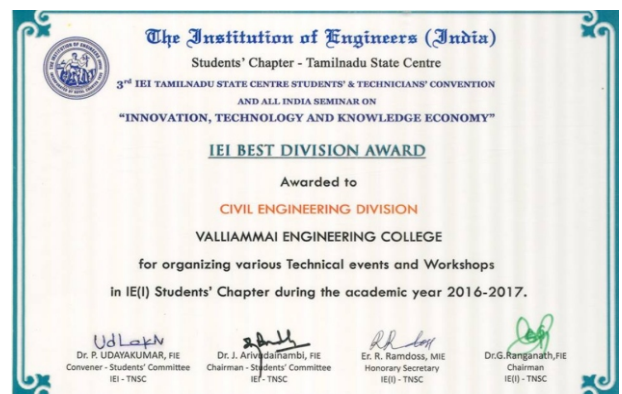 The Institution of Engineers (India)
Students' Chapter - Tamilnadu State Centre
3rd IEI TAMILNADU STATE CENTRE STUDENTS' & TECHNICIANS' CONVENTION
AND ALL INDIA SEMINAR ON
"INNOVATION, TECHNOLOGY AND KNOWLEDGE ECONOMY"
IEI BEST DIVISION AWARD
Awarded to
CIVIL ENGINEERING DIVISION
VALLIAMMAI ENGINEERING COLLEGE
for organizing various Technical events and Workshops
in IE(I) Students' Chapter during the academic year 2016-2017.
Dr. P. UDAYAKUMAR, FIE
Convener - Students' Committee
IEI - TNSC
Dr. J. Arivudainambi, FIE
Chairman - Students' Committee
IEI - TNSC
Er. R. Ramdoss, MIE
Honorary Secretary
IE(I) - TNSC
Dr.G.Ranganath,FIE
Chairman
IE(I) - TNSC